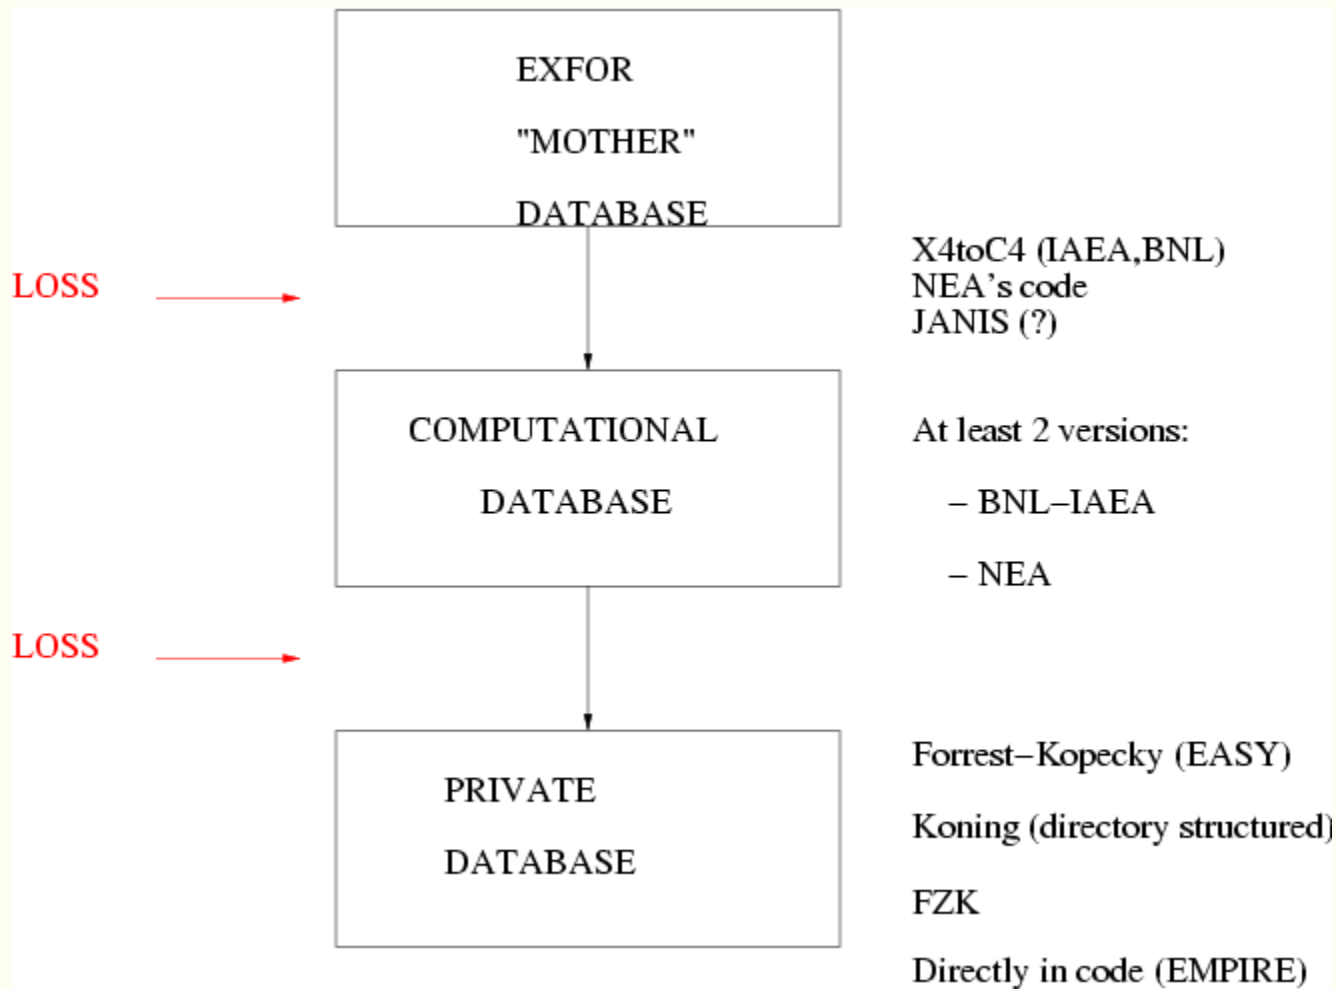 EXFOR
"MOTHER"
DATABASE
X4toC4 (IAEA,BNL)
LOSS
NEA's code
JANIS (?)
COMPUTATIONAL
At least 2 versions:
DATABASE
– BNL–IAEA
– NEA
LOSS
Forrest–Kopecky (EASY)
PRIVATE
Koning (directory structured)
DATABASE
FZK
Directly in code (EMPIRE)